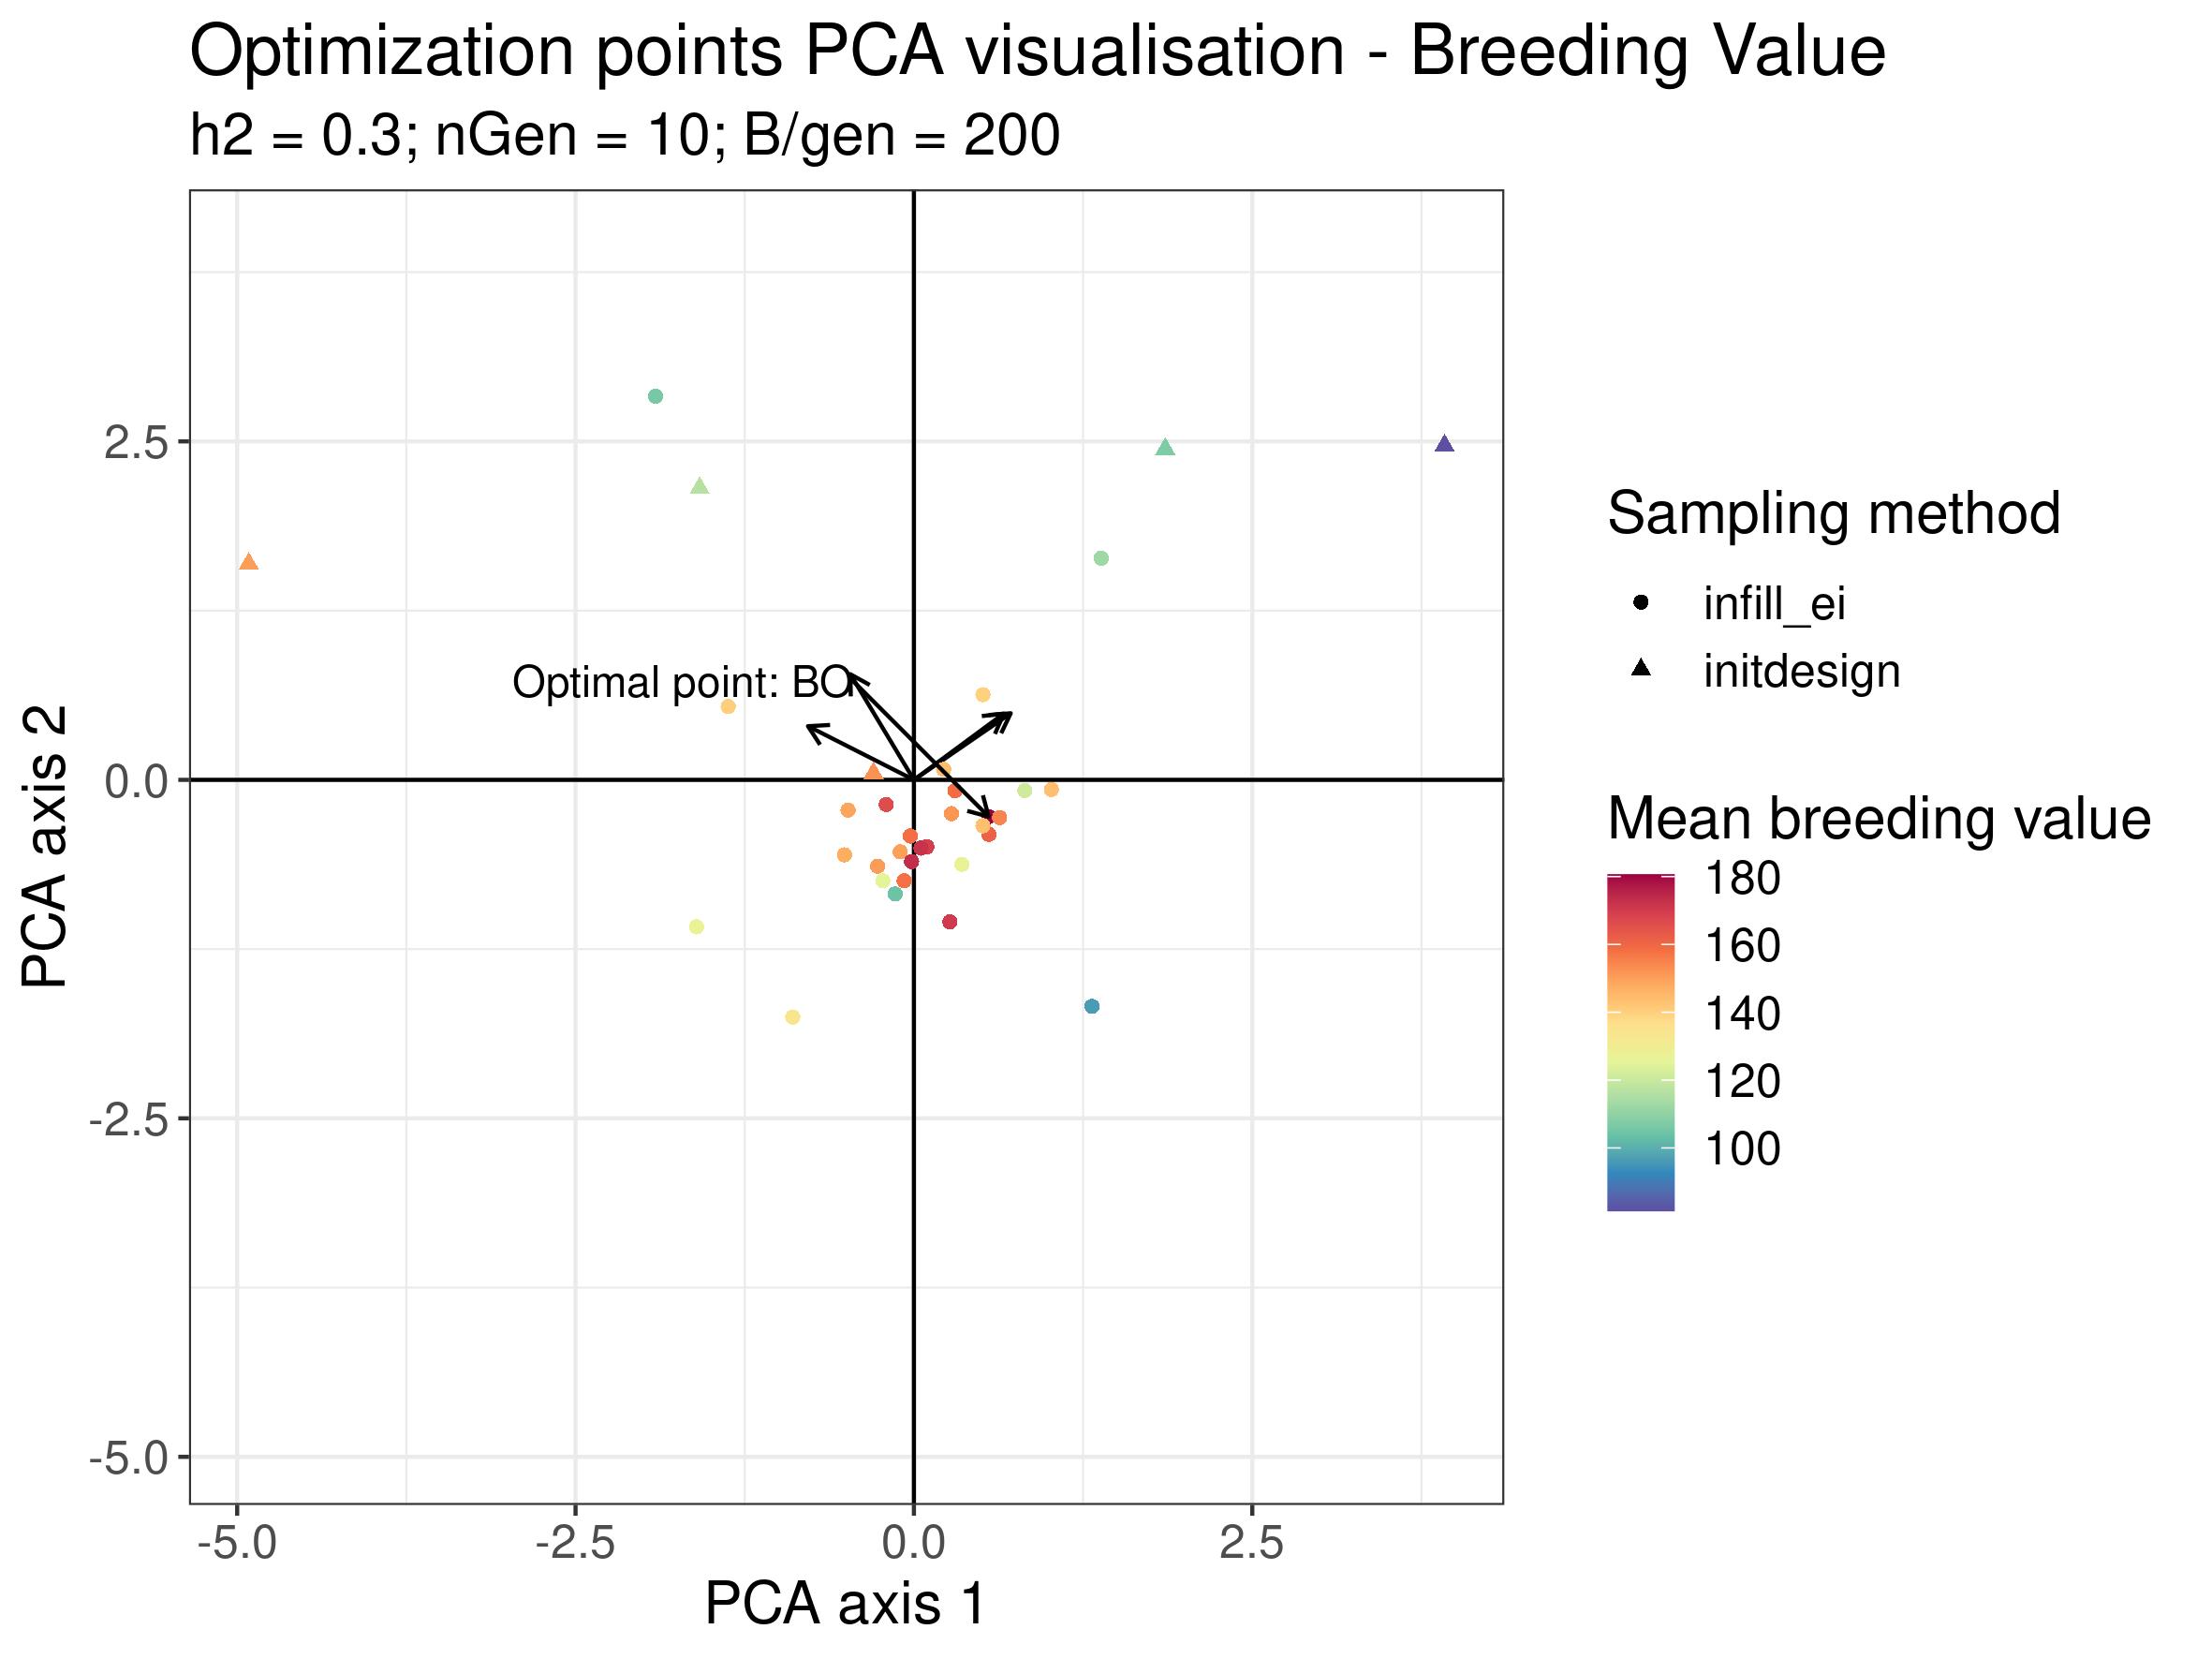 Optimization points PCA visualisation - Breeding Value
h2 = 0.3; nGen = 10; B/gen = 200
2.5
0.0
-2.5
-5.0
PCA axis 2
Optimal point: BO
-5.0
-2.5
0.0
2.5
PCA axis 1
Sampling method
infill_ei
initdesign
Mean breeding value
180
160
140
120
100